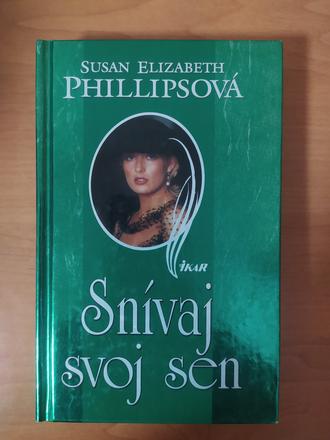 SUSAN ELIZABETH
PHILLIPSOVÁ
IKAR
Snívaj
svoj sen